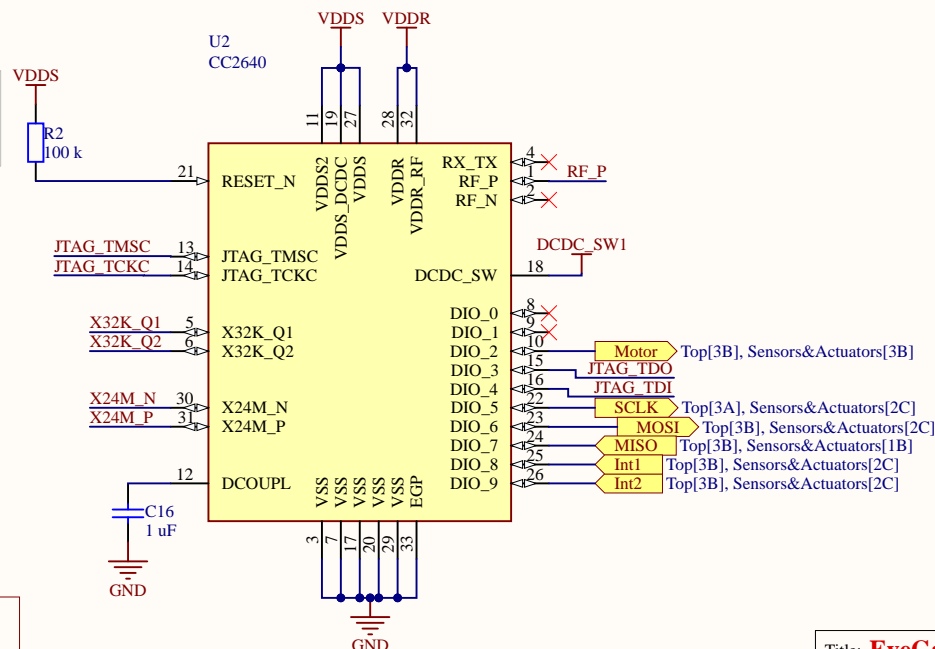 VDDS VDDR
U2
CC2640
VDDS
R2
100 k
11 19 27 28 32
VDDS2 VDDS_DCDC VDDS VDDR VDDR_RF
21 RESET_N
RX_TX 4
RF_P 1 RF_P
RF_N 2
JTAG_TMSC 13 JTAG_TMSC
JTAG_TCKC 14 JTAG_TCKC
DCDC_SW 18 DCDC_SW1
X32K_Q1 5 X32K_Q1
X32K_Q2 6 X32K_Q2
X24M_N 30 X24M_N
X24M_P 31 X24M_P
DIO_0 8
DIO_1 9
DIO_2 10 Motor Top[3B], Sensors&Actuators[3B]
DIO_3 15 JTAG_TDO
DIO_4 16 JTAG_TDI
DIO_5 22 SCLK Top[3A], Sensors&Actuators[2C]
DIO_6 23 MOSI Top[3B], Sensors&Actuators[2C]
DIO_7 24 MISO Top[3B], Sensors&Actuators[1B]
DIO_8 25 Int1 Top[3B], Sensors&Actuators[2C]
DIO_9 26 Int2 Top[3B], Sensors&Actuators[2C]
12 DCOUPL
VSS VSS VSS VSS VSS EGP
3 7 17 20 29 33
C16
1 uF
GND
GND